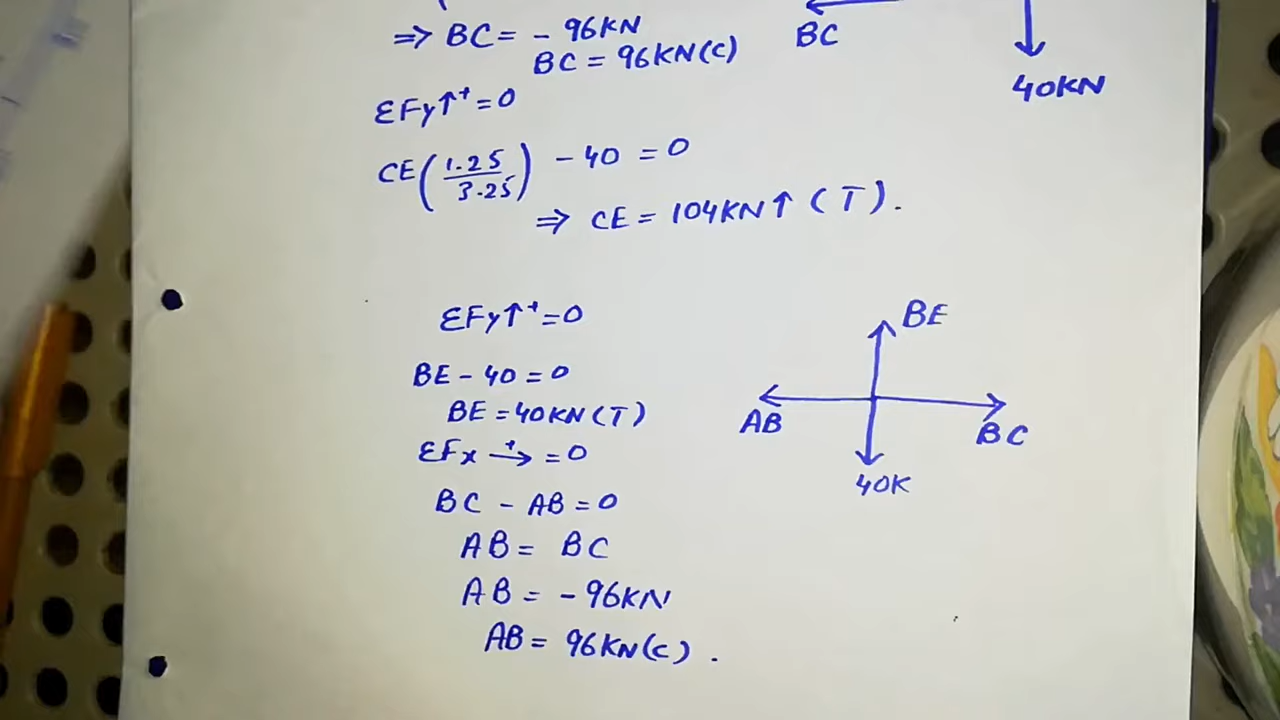 ⇒ BC = - 96KN
BC = 96KN(C)
BC
40KN
ΣFy↑⁺ = 0
CE(1.25/3.25) - 40 = 0
⇒ CE = 104KN↑ (T).
ΣFy↑⁺ = 0
BE - 40 = 0
BE = 40KN(T)
ΣFx →⁺ = 0
BC - AB = 0
AB = BC
AB = - 96KN
AB = 96KN(C).
BE
AB
BC
40K